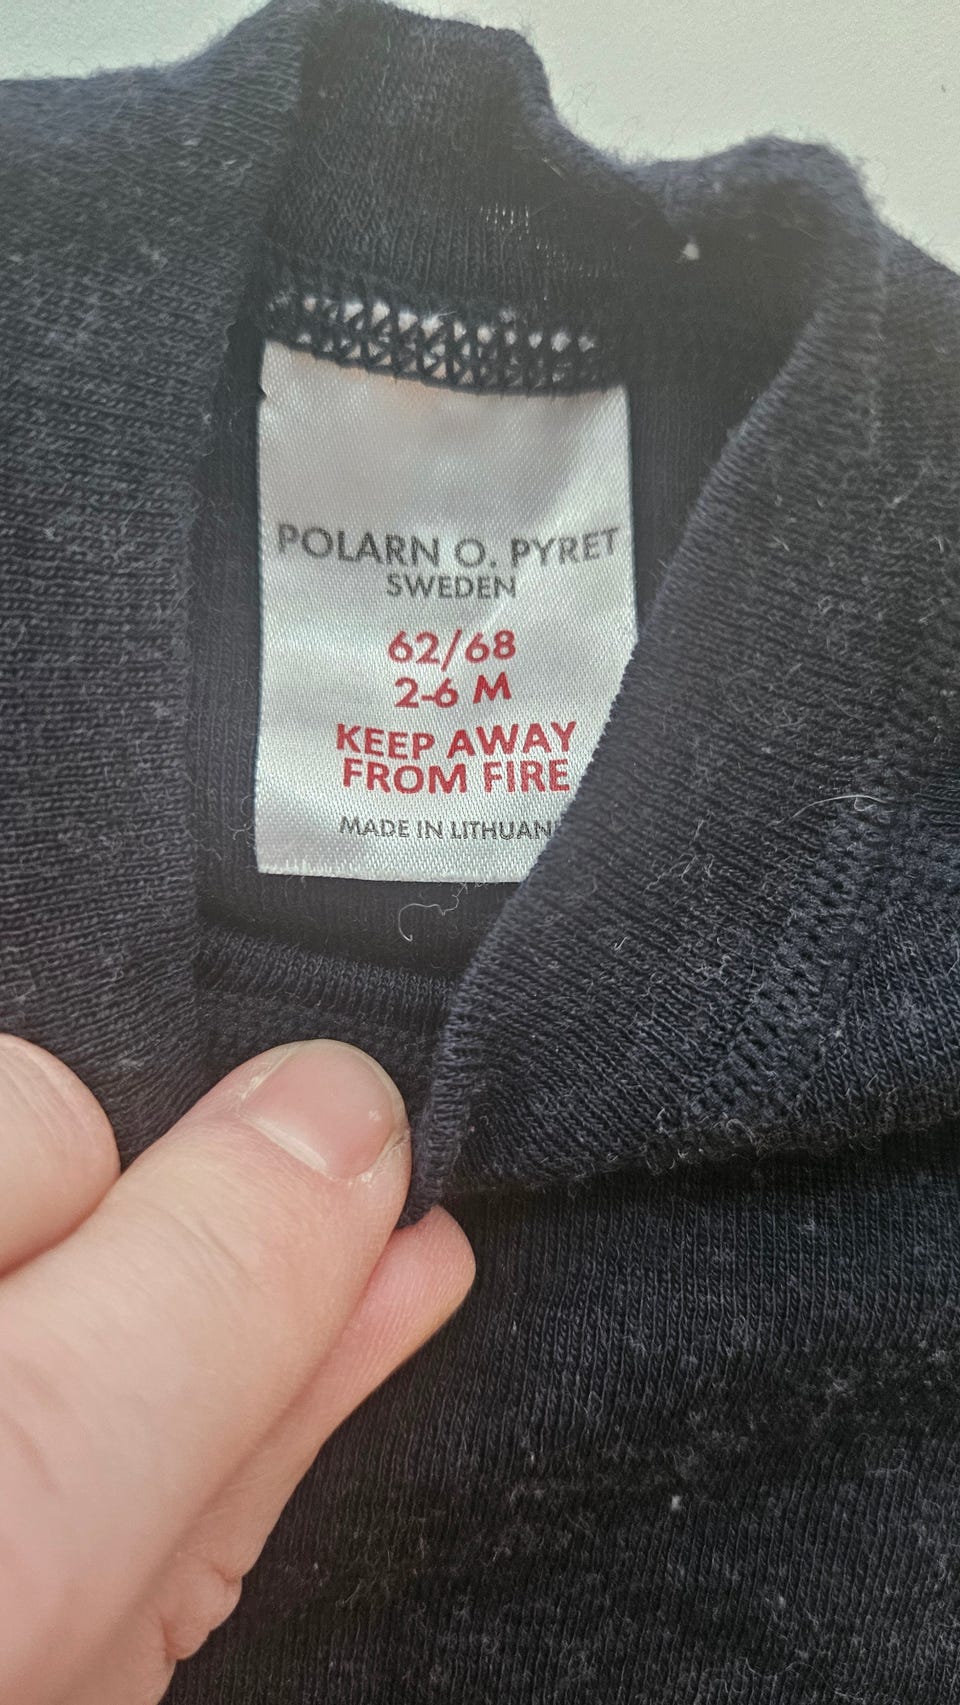 POLARN O. PYRET
SWEDEN
62/68
2-6 M
KEEP AWAY
FROM FIRE
MADE IN